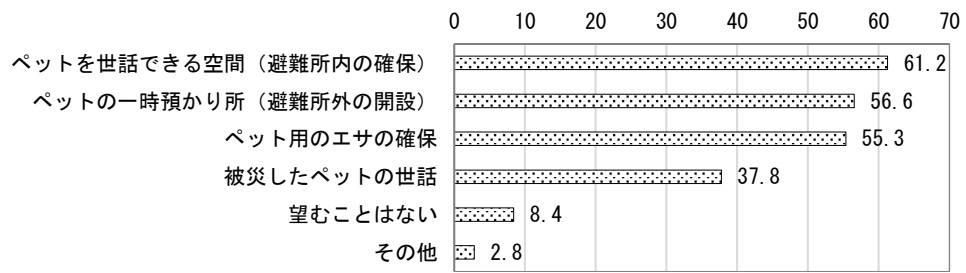 0 10 20 30 40 50 60 70
ペットを世話できる空間（避難所内の確保） 61.2
ペットの一時預かり所（避難所外の開設） 56.6
ペット用のエサの確保 55.3
被災したペットの世話 37.8
望むことはない 8.4
その他 2.8